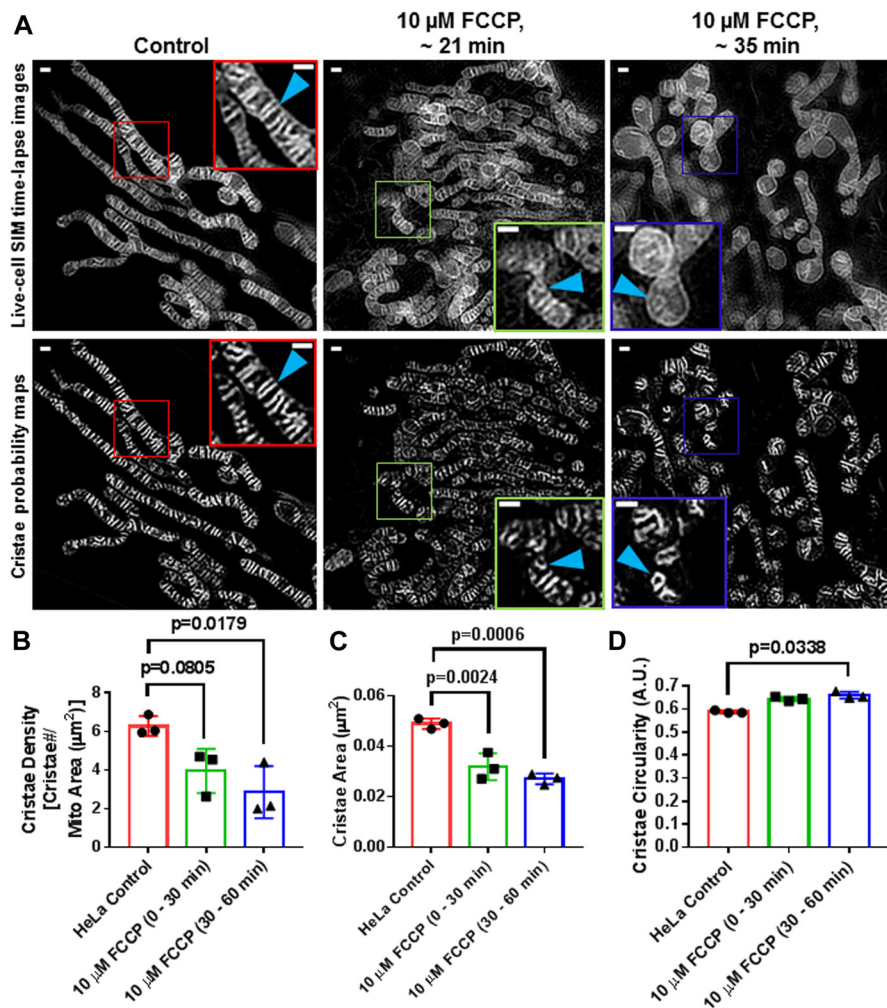 A
Control
10 µM FCCP,
~ 21 min
10 µM FCCP,
~ 35 min
Live-cell SIM time-lapse images
Cristae probability maps
B
p=0.0179
p=0.0805
Cristae Density
[Cristae#/
Mito Area (µm²)]
8
6
4
2
0
HeLa Control
10 µM FCCP (0 - 30 min)
10 µM FCCP (30 - 60 min)
C
p=0.0006
p=0.0024
Cristae Area (µm²)
0.06
0.04
0.02
0.00
HeLa Control
10 µM FCCP (0 - 30 min)
10 µM FCCP (30 - 60 min)
D
p=0.0338
Cristae Circularity (A.U.)
0.7
0.6
0.5
0.4
0.3
0.2
0.1
0.0
HeLa Control
10 µM FCCP (0 - 30 min)
10 µM FCCP (30 - 60 min)